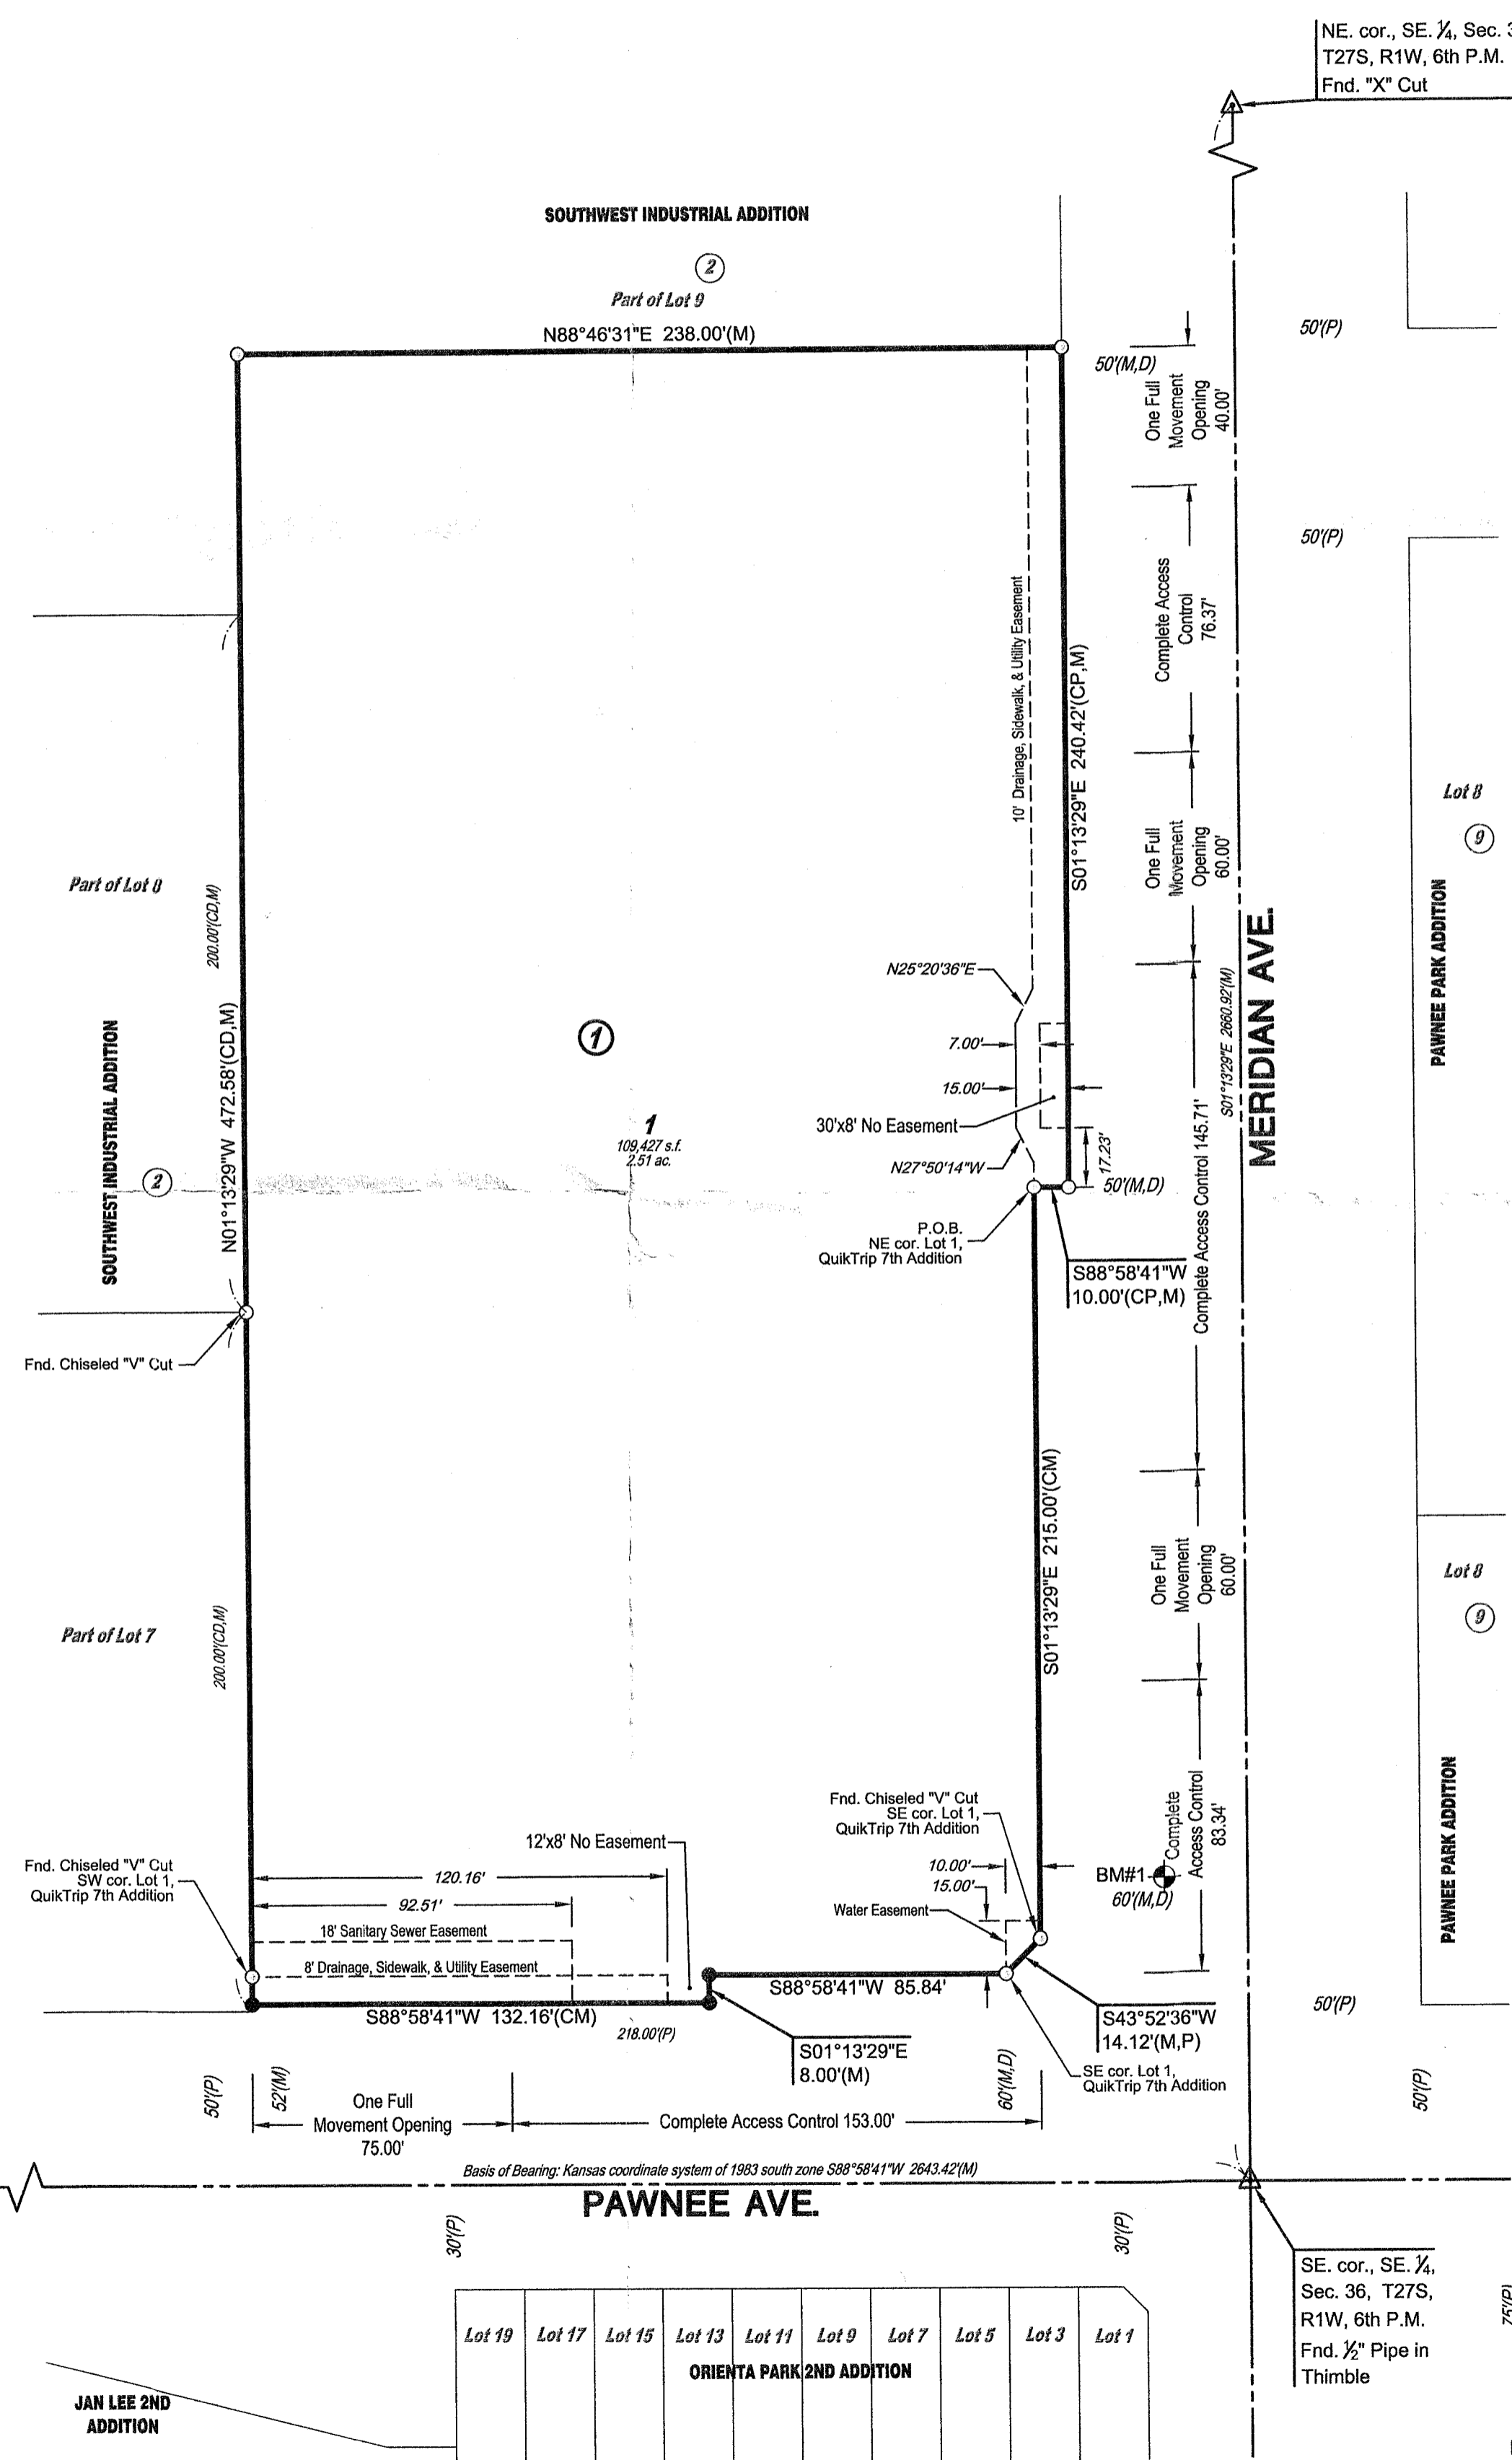 NE. cor., SE. ¼, Sec. 3
T27S, R1W, 6th P.M.
Fnd. "X" Cut
SOUTHWEST INDUSTRIAL ADDITION
2
Part of Lot 9
N88°46'31"E 238.00'(M)
50'(M,D)
50'(P)
One Full
Movement
Opening
40.00'
50'(P)
Complete Access
Control
76.37'
10' Drainage, Sidewalk, & Utility Easement
S01°13'29"E 240.42'(CP,M)
One Full
Movement
Opening
60.00'
Lot 8
9
PAWNEE PARK ADDITION
Part of Lot 8
200.00'(CD,M)
SOUTHWEST INDUSTRIAL ADDITION
2
N01°13'29"W 472.58'(CD,M)
1
1
109,427 s.f.
2.51 ac.
N25°20'36"E
7.00'
15.00'
30'x8' No Easement
N27°50'14"W
17.23'
50'(M,D)
P.O.B.
NE cor. Lot 1,
QuikTrip 7th Addition
S88°58'41"W
10.00'(CP,M)
Complete Access Control 145.71'
S01°13'29"E 2660.92'(M)
MERIDIAN AVE.
Fnd. Chiseled "V" Cut
S01°13'29"E 215.00'(CM)
One Full
Movement
Opening
60.00'
Lot 8
9
PAWNEE PARK ADDITION
Part of Lot 7
200.00'(CD,M)
Fnd. Chiseled "V" Cut
SE cor. Lot 1,
QuikTrip 7th Addition
Complete
Access Control
83.34'
BM#1
60'(M,D)
12'x8' No Easement
10.00'
15.00'
Water Easement
Fnd. Chiseled "V" Cut
SW cor. Lot 1,
QuikTrip 7th Addition
120.16'
92.51'
18' Sanitary Sewer Easement
8' Drainage, Sidewalk, & Utility Easement
S88°58'41"W 85.84'
S88°58'41"W 132.16'(CM)
218.00'(P)
S01°13'29"E
8.00'(M)
S43°52'36"W
14.12'(M,P)
SE cor. Lot 1,
QuikTrip 7th Addition
50'(P)
50'(P)
52'(M)
60'(M,D)
50'(P)
One Full
Movement Opening
75.00'
Complete Access Control 153.00'
Basis of Bearing: Kansas coordinate system of 1983 south zone S88°58'41"W 2643.42'(M)
PAWNEE AVE.
30'(P)
30'(P)
SE. cor., SE. ¼,
Sec. 36, T27S,
R1W, 6th P.M.
Fnd. ½" Pipe in
Thimble
75'(P)
Lot 19
Lot 17
Lot 15
Lot 13
Lot 11
Lot 9
Lot 7
Lot 5
Lot 3
Lot 1
ORIENTA PARK 2ND ADDITION
JAN LEE 2ND
ADDITION